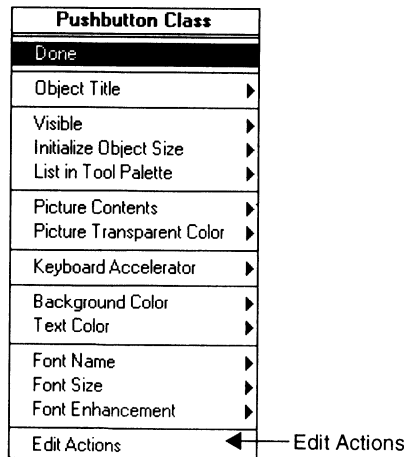 Pushbutton Class
Done
Object Title
Visible
Initialize Object Size
List in Tool Palette
Picture Contents
Picture Transparent Color
Keyboard Accelerator
Background Color
Text Color
Font Name
Font Size
Font Enhancement
Edit Actions
Edit Actions